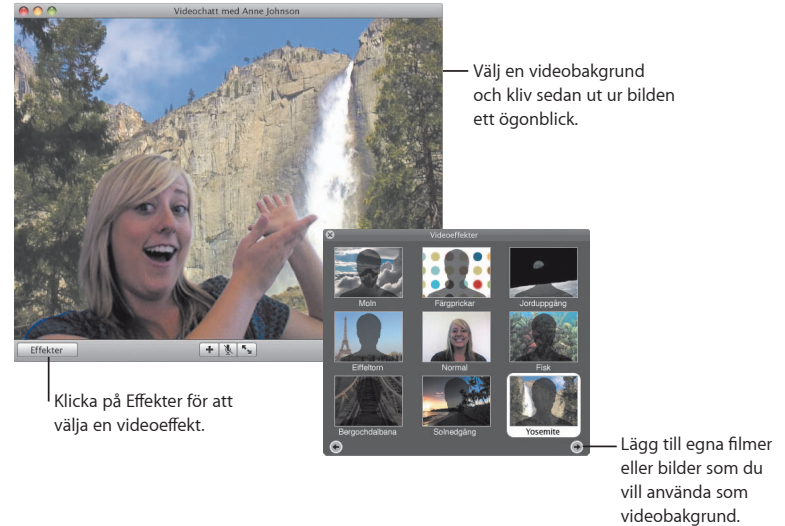 Videochatt med Anne Johnson
Välj en videobakgrund
och kliv sedan ut ur bilden
ett ögonblick.
Videoeffekter
Moln
Färgprickar
Jorduppgång
Effekter
Eiffeltorn
Normal
Fisk
Klicka på Effekter för att
välja en videoeffekt.
Bergochdalbana
Solnedgång
Yosemite
Lägg till egna filmer
eller bilder som du
vill använda som
videobakgrund.